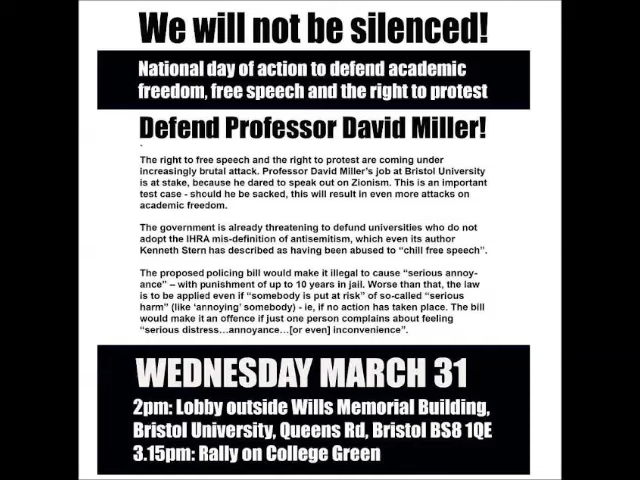 We will not be silenced!
National day of action to defend academic
freedom, free speech and the right to protest
Defend Professor David Miller!
The right to free speech and the right to protest are coming under
increasingly brutal attack. Professor David Miller's job at Bristol University
is at stake, because he dared to speak out on Zionism. This is an important
test case - should he be sacked, this will result in even more attacks on
academic freedom.
The government is already threatening to defund universities who do not
adopt the IHRA mis-definition of antisemitism, which even its author
Kenneth Stern has described as having been abused to “chill free speech”.
The proposed policing bill would make it illegal to cause “serious annoy-
ance” – with punishment of up to 10 years in jail. Worse than that, the law
is to be applied even if “somebody is put at risk” of so-called “serious
harm” (like ‘annoying’ somebody) - ie, if no action has taken place. The bill
would make it an offence if just one person complains about feeling
“serious distress...annoyance...[or even] inconvenience”.
WEDNESDAY MARCH 31
2pm: Lobby outside Wills Memorial Building,
Bristol University, Queens Rd, Bristol BS8 1QE
3.15pm: Rally on College Green